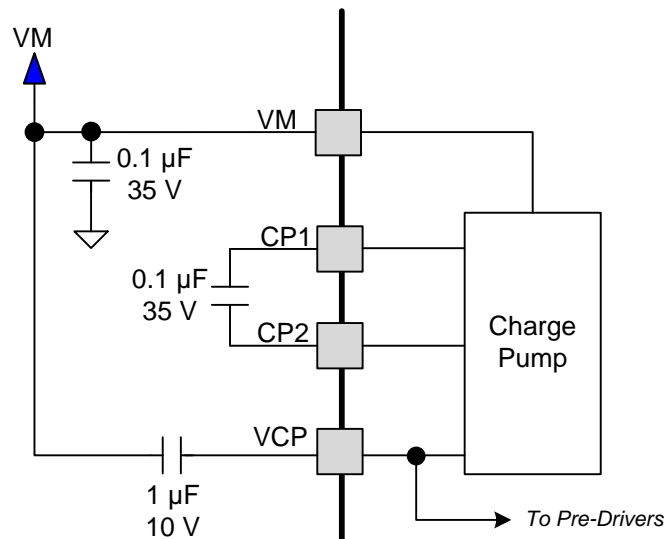 VM
VM
0.1 µF
35 V
CP1
0.1 µF
35 V
CP2
Charge
Pump
VCP
1 µF
10 V
To Pre-Drivers